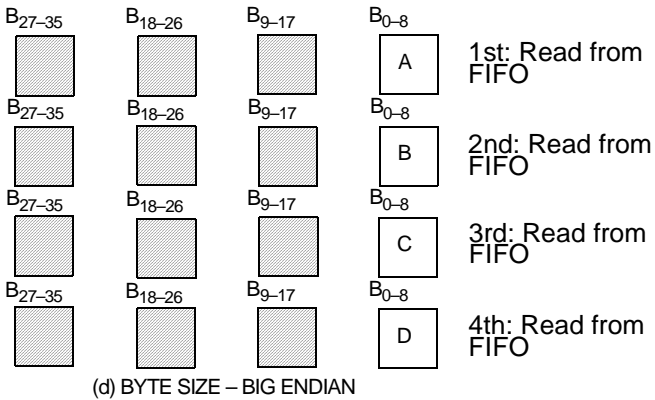 B27–35 B18–26 B9–17 B0–8
A 1st: Read from
FIFO
B27–35 B18–26 B9–17 B0–8
B 2nd: Read from
FIFO
B27–35 B18–26 B9–17 B0–8
C 3rd: Read from
FIFO
B27–35 B18–26 B9–17 B0–8
D 4th: Read from
FIFO
(d) BYTE SIZE – BIG ENDIAN